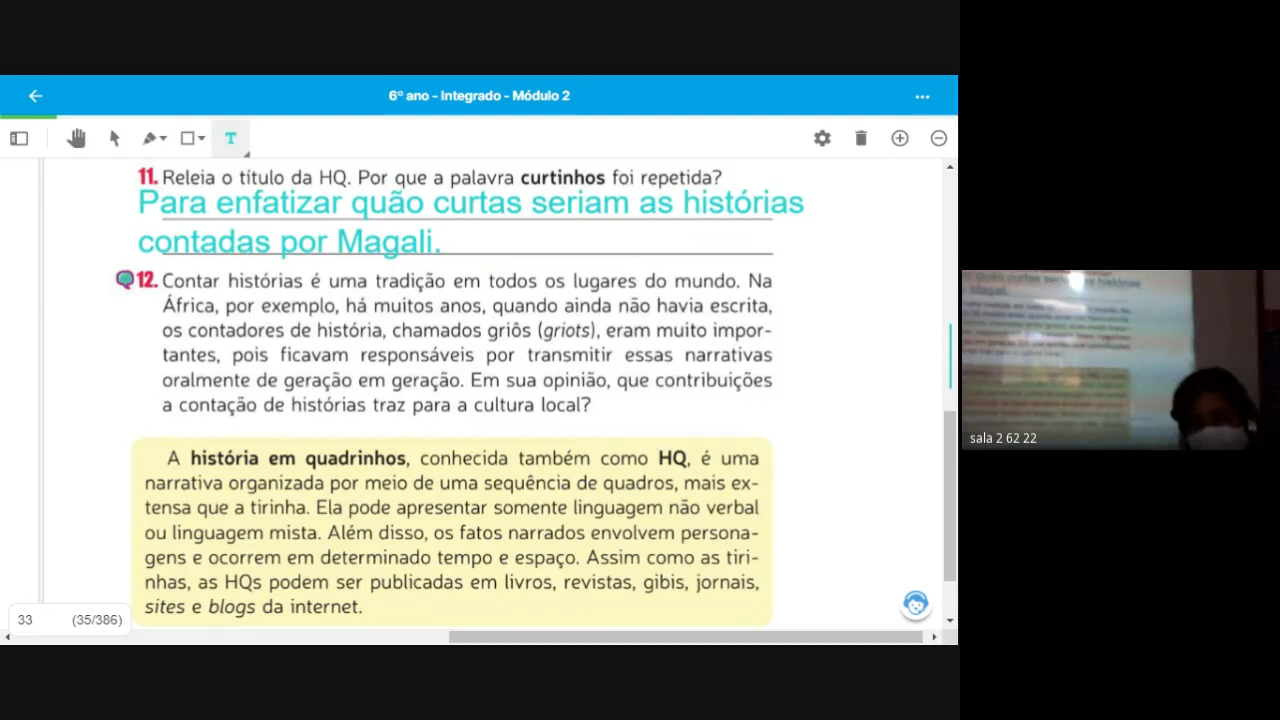 6º ano - Integrado - Módulo 2
11. Releia o título da HQ. Por que a palavra curtinhos foi repetida?
Para enfatizar quão curtas seriam as histórias
contadas por Magali.
12. Contar histórias é uma tradição em todos os lugares do mundo. Na
África, por exemplo, há muitos anos, quando ainda não havia escrita,
os contadores de história, chamados griôs (griots), eram muito impor-
tantes, pois ficavam responsáveis por transmitir essas narrativas
oralmente de geração em geração. Em sua opinião, que contribuições
a contação de histórias traz para a cultura local?
A história em quadrinhos, conhecida também como HQ, é uma
narrativa organizada por meio de uma sequência de quadros, mais ex-
tensa que a tirinha. Ela pode apresentar somente linguagem não verbal
ou linguagem mista. Além disso, os fatos narrados envolvem persona-
gens e ocorrem em determinado tempo e espaço. Assim como as tiri-
nhas, as HQs podem ser publicadas em livros, revistas, gibis, jornais,
sites e blogs da internet.
33 (35/386)
sala 2 62 22